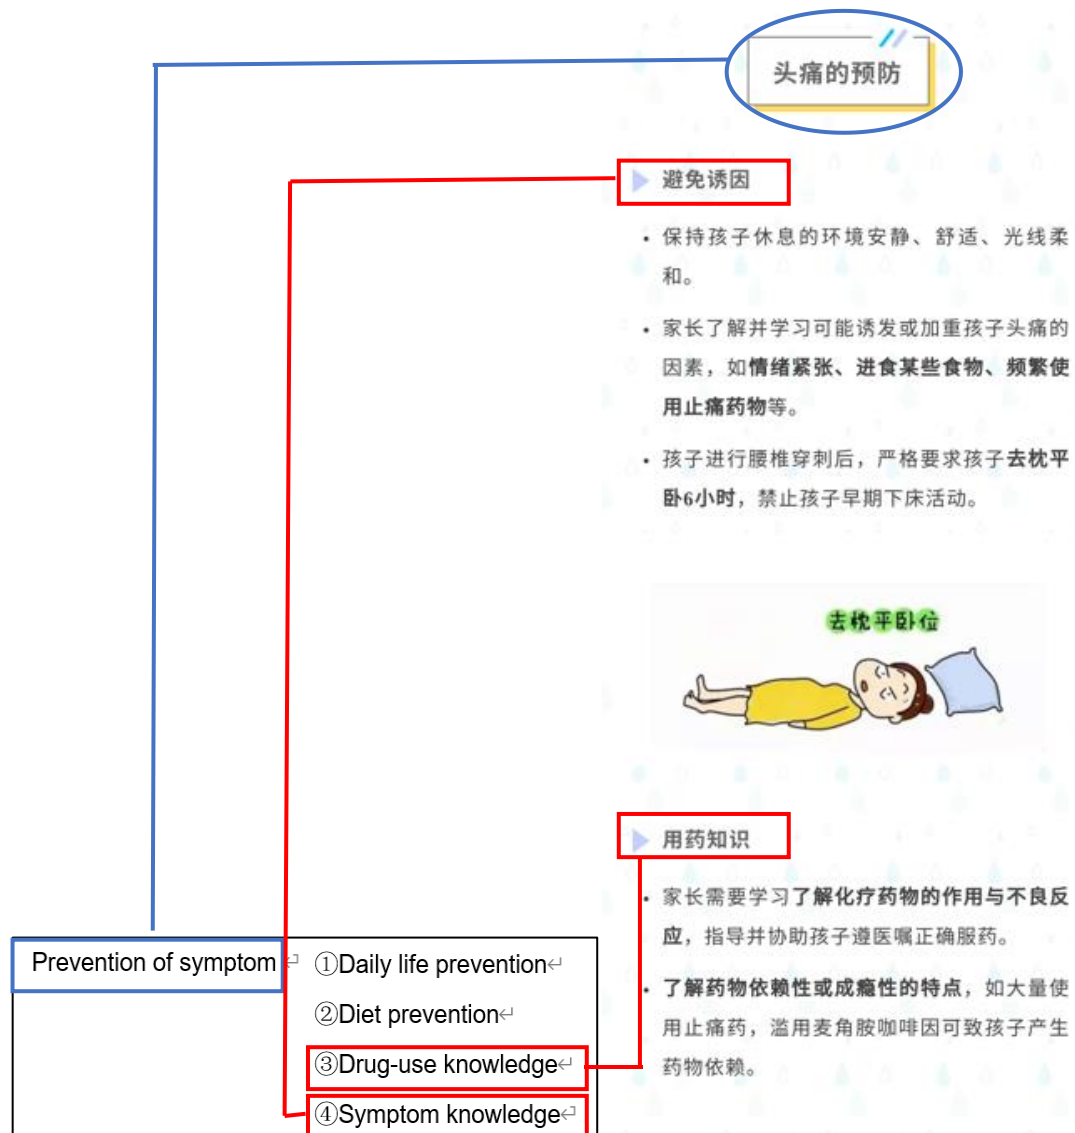 头痛的预防
避免诱因
• 保持孩子休息的环境安静、舒适、光线柔
和。
• 家长了解并学习可能诱发或加重孩子头痛的
因素，如情绪紧张、进食某些食物、频繁使
用止痛药物等。
• 孩子进行腰椎穿刺后，严格要求孩子去枕平
卧6小时，禁止孩子早期下床活动。
去枕平卧位
用药知识
• 家长需要学习了解化疗药物的作用与不良反
应，指导并协助孩子遵医嘱正确服药。
• 了解药物依赖性或成瘾性的特点，如大量使
用止痛药，滥用麦角胺咖啡因可致孩子产生
药物依赖。
Prevention of symptom↵
①Daily life prevention↵
②Diet prevention↵
③Drug-use knowledge↵
④Symptom knowledge↵